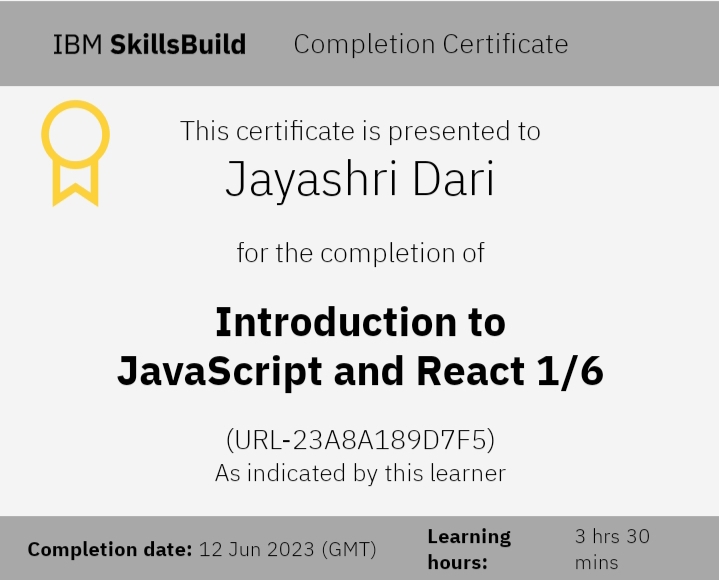 IBM SkillsBuild Completion Certificate
This certificate is presented to
Jayashri Dari
for the completion of
Introduction to
JavaScript and React 1/6
(URL-23A8A189D7F5)
As indicated by this learner
Completion date: 12 Jun 2023 (GMT)
Learning
hours:
3 hrs 30
mins